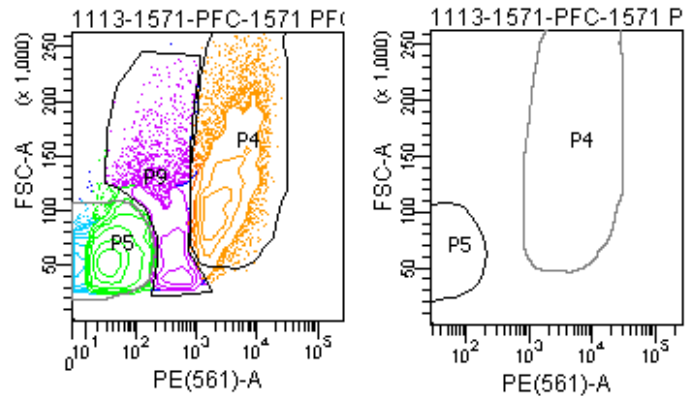 1113-1571-PFC-1571 PFC
FSC-A
(x 1,000)
250
200
150
100
50
P4
P9
P5
0
10^1
10^2
10^3
10^4
10^5
PE(561)-A
1113-1571-PFC-1571 P
FSC-A
(x 1,000)
250
200
150
100
50
P4
P5
10^2
10^3
10^4
10^5
PE(561)-A